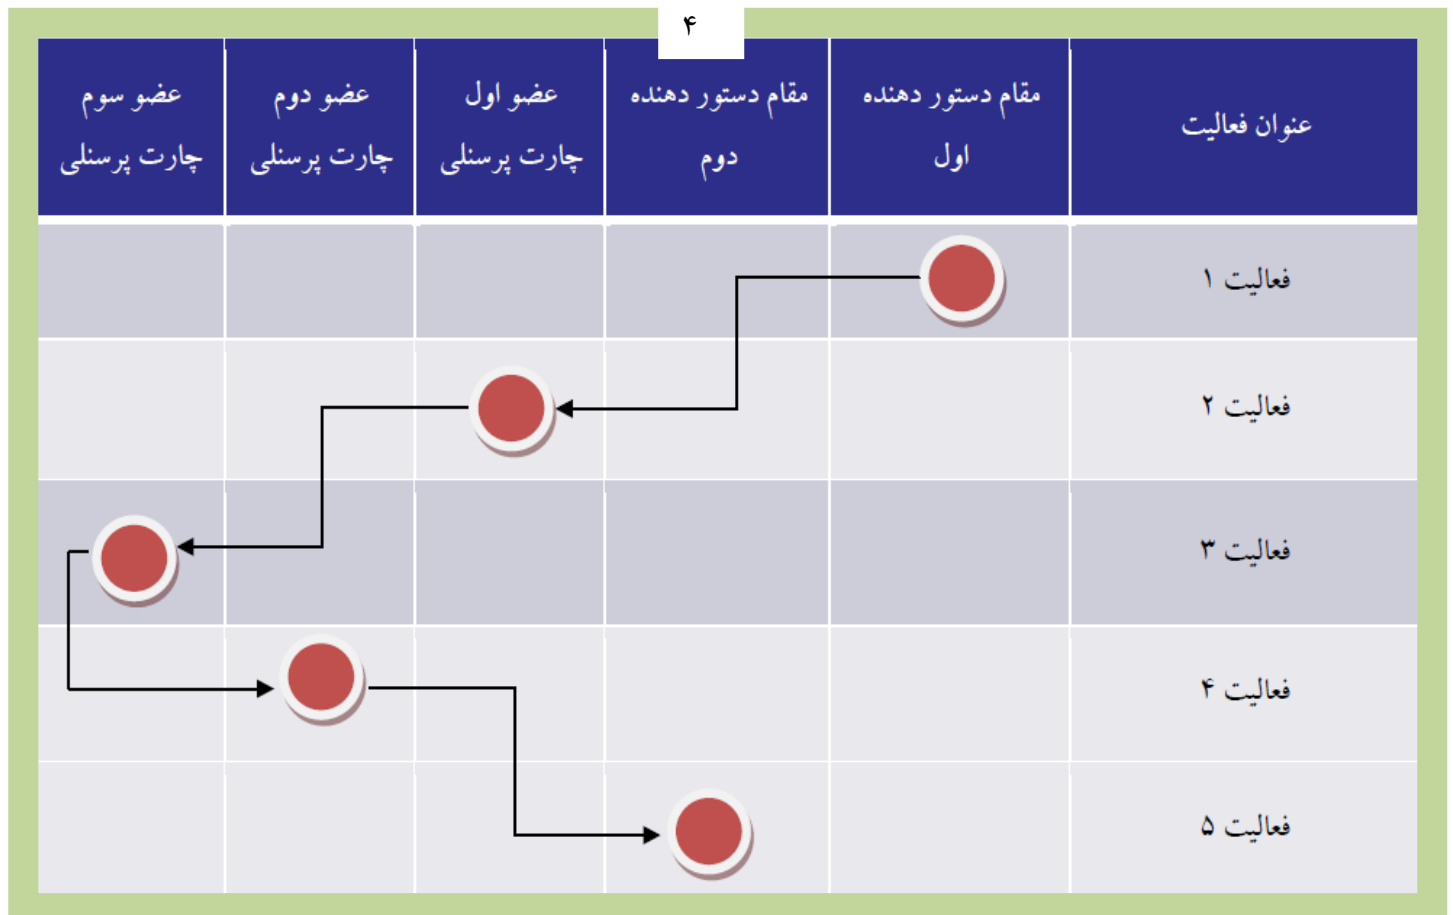 ۴
عنوان فعالیت
مقام دستور دهنده
اول
مقام دستور دهنده
دوم
عضو اول
چارت پرسنلی
عضو دوم
چارت پرسنلی
عضو سوم
چارت پرسنلی
فعالیت ۱
فعالیت ۲
فعالیت ۳
فعالیت ۴
فعالیت ۵